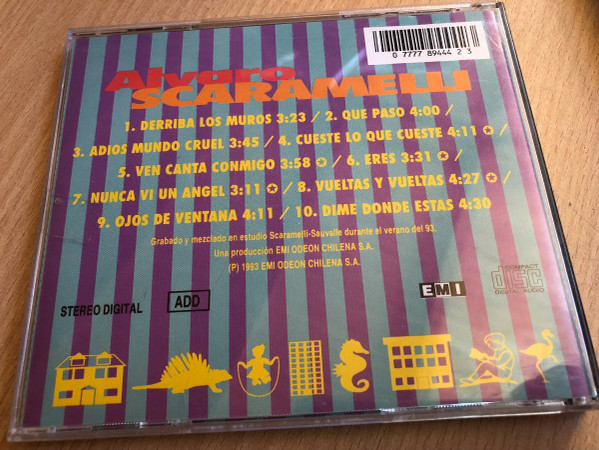 0 7777 89444 2 3
Alvaro
SCARAMELLI
1. DERRIBA LOS MUROS 3:23 / 2. QUE PASO 4:00 /
3. ADIOS MUNDO CRUEL 3:45 / 4. CUESTE LO QUE CUESTE 4:11 ✪ /
5. VEN CANTA CONMIGO 3:58 ✪ / 6. ERES 3:31 ✪ /
7. NUNCA VI UN ANGEL 3:11 ✪ / 8. VUELTAS Y VUELTAS 4:27 ✪ /
9. OJOS DE VENTANA 4:11 / 10. DIME DONDE ESTAS 4:30
Grabado y mezclado en estudio Scaramelli-Sauvalle durante el verano del 93.
Una producción EMI ODEON CHILENA S.A.
(P) 1993 EMI ODEON CHILENA S.A.
STEREO DIGITAL ADD
EMI
COMPACT
disc
DIGITAL AUDIO